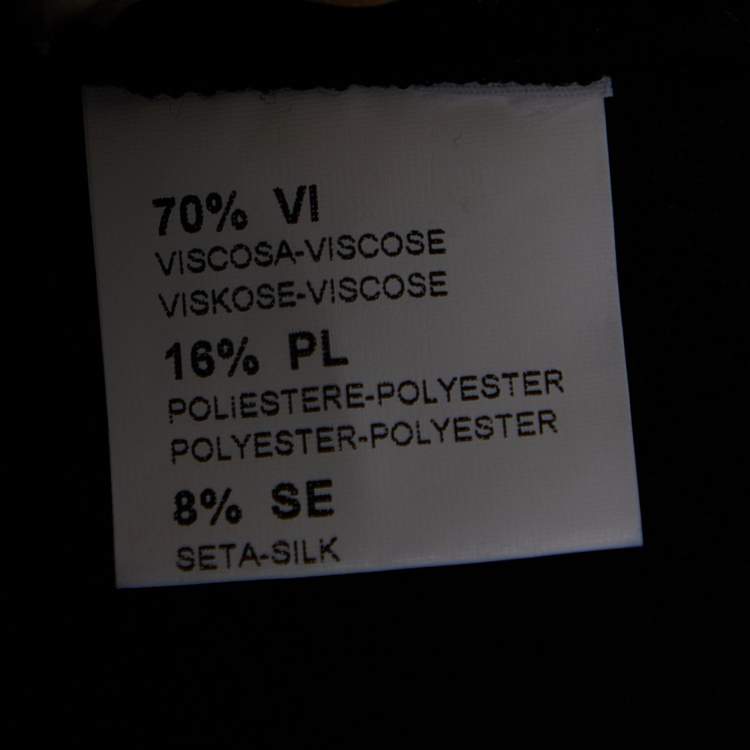 70% VI
VISCOSA-VISCOSE
VISKOSE-VISCOSE
16% PL
POLIESTERE-POLYESTER
POLYESTER-POLYESTER
8% SE
SETA-SILK